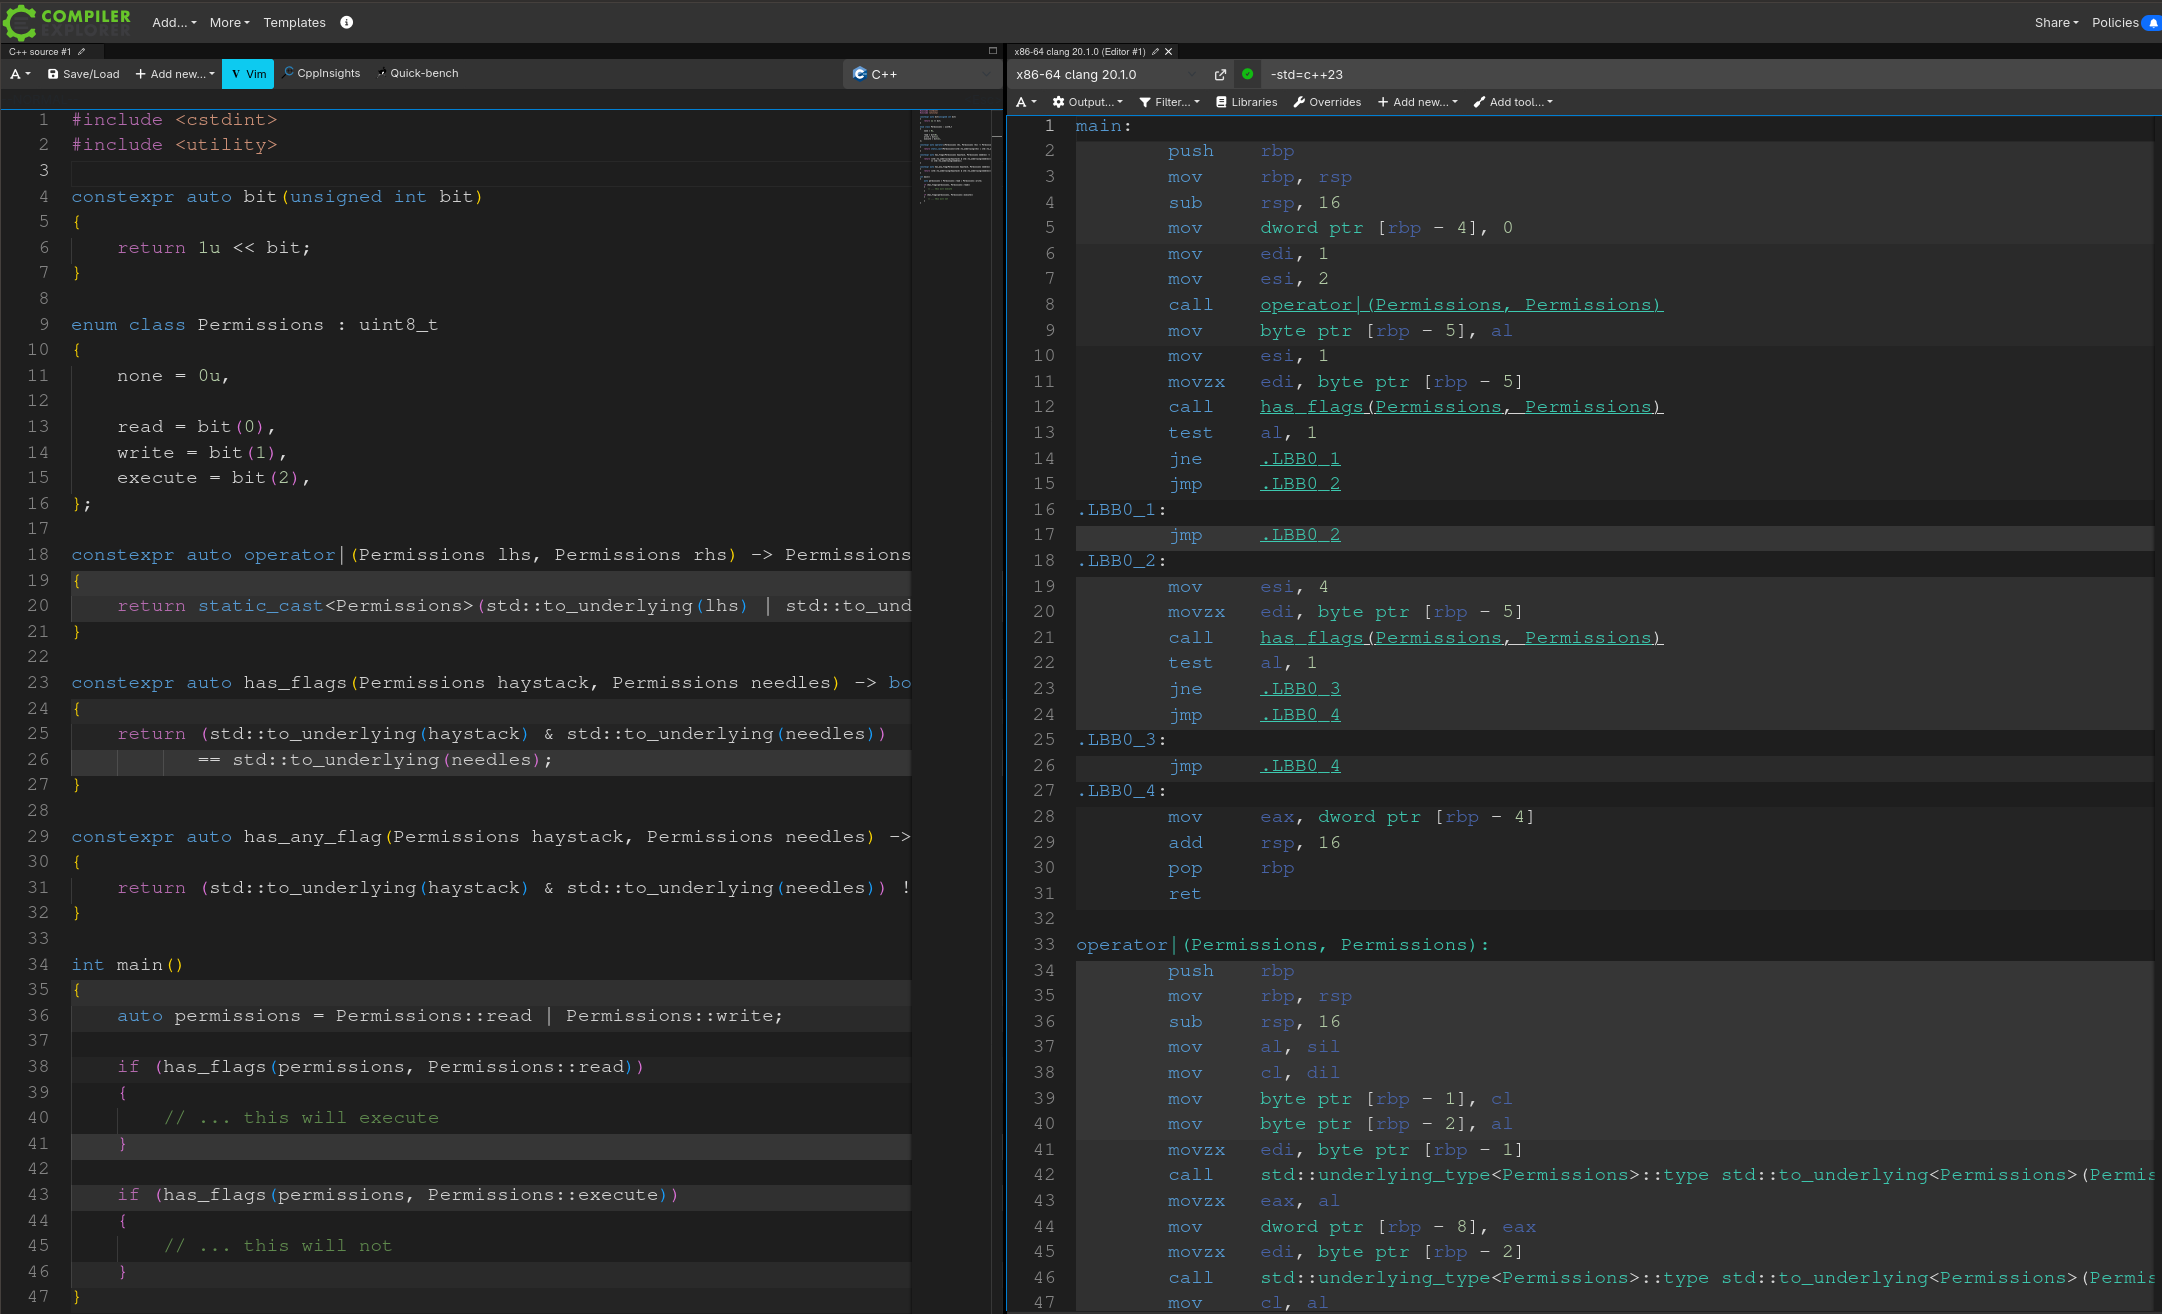 COMPILER
EXPLORER
Add...
More
Templates
Share
Policies
C++ source #1
A
Save/Load
Add new...
Vim
CppInsights
Quick-bench
C++
1 #include <cstdint>
2 #include <utility>
3
4 constexpr auto bit(unsigned int bit)
5 {
6     return 1u << bit;
7 }
8
9 enum class Permissions : uint8_t
10 {
11     none = 0u,
12
13     read = bit(0),
14     write = bit(1),
15     execute = bit(2),
16 };
17
18 constexpr auto operator|(Permissions lhs, Permissions rhs) -> Permissions
19 {
20     return static_cast<Permissions>(std::to_underlying(lhs) | std::to_und
21 }
22
23 constexpr auto has_flags(Permissions haystack, Permissions needles) -> bo
24 {
25     return (std::to_underlying(haystack) & std::to_underlying(needles))
26            == std::to_underlying(needles);
27 }
28
29 constexpr auto has_any_flag(Permissions haystack, Permissions needles) ->
30 {
31     return (std::to_underlying(haystack) & std::to_underlying(needles)) !
32 }
33
34 int main()
35 {
36     auto permissions = Permissions::read | Permissions::write;
37
38     if (has_flags(permissions, Permissions::read))
39     {
40         // ... this will execute
41     }
42
43     if (has_flags(permissions, Permissions::execute))
44     {
45         // ... this will not
46     }
47 }
x86-64 clang 20.1.0 (Editor #1)
x86-64 clang 20.1.0
-std=c++23
A
Output...
Filter...
Libraries
Overrides
Add new...
Add tool...
1 main:
2         push    rbp
3         mov     rbp, rsp
4         sub     rsp, 16
5         mov     dword ptr [rbp - 4], 0
6         mov     edi, 1
7         mov     esi, 2
8         call    operator|(Permissions, Permissions)
9         mov     byte ptr [rbp - 5], al
10         mov     esi, 1
11         movzx   edi, byte ptr [rbp - 5]
12         call    has_flags(Permissions, Permissions)
13         test    al, 1
14         jne     .LBB0_1
15         jmp     .LBB0_2
16 .LBB0_1:
17         jmp     .LBB0_2
18 .LBB0_2:
19         mov     esi, 4
20         movzx   edi, byte ptr [rbp - 5]
21         call    has_flags(Permissions, Permissions)
22         test    al, 1
23         jne     .LBB0_3
24         jmp     .LBB0_4
25 .LBB0_3:
26         jmp     .LBB0_4
27 .LBB0_4:
28         mov     eax, dword ptr [rbp - 4]
29         add     rsp, 16
30         pop     rbp
31         ret
32
33 operator|(Permissions, Permissions):
34         push    rbp
35         mov     rbp, rsp
36         sub     rsp, 16
37         mov     al, sil
38         mov     cl, dil
39         mov     byte ptr [rbp - 1], cl
40         mov     byte ptr [rbp - 2], al
41         movzx   edi, byte ptr [rbp - 1]
42         call    std::underlying_type<Permissions>::type std::to_underlying<Permissions>(Permis
43         movzx   eax, al
44         mov     dword ptr [rbp - 8], eax
45         movzx   edi, byte ptr [rbp - 2]
46         call    std::underlying_type<Permissions>::type std::to_underlying<Permissions>(Permis
47         mov     cl, al